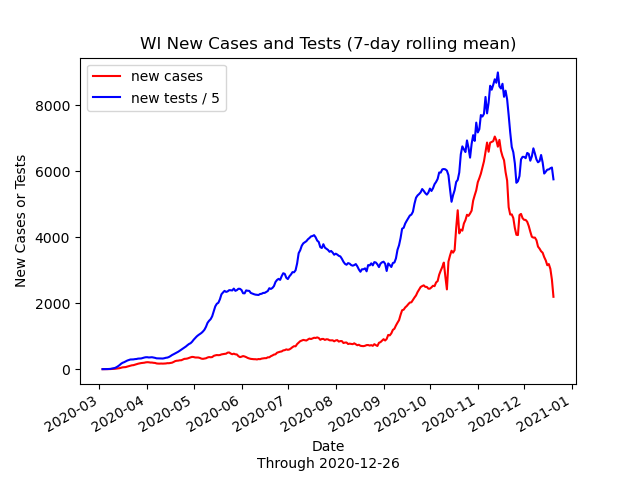 WI New Cases and Tests (7-day rolling mean)
new cases
new tests / 5
8000
6000
4000
2000
0
New Cases or Tests
2020-03
2020-04
2020-05
2020-06
2020-07
2020-08
2020-09
2020-10
2020-11
2020-12
2021-01
Date
Through 2020-12-26